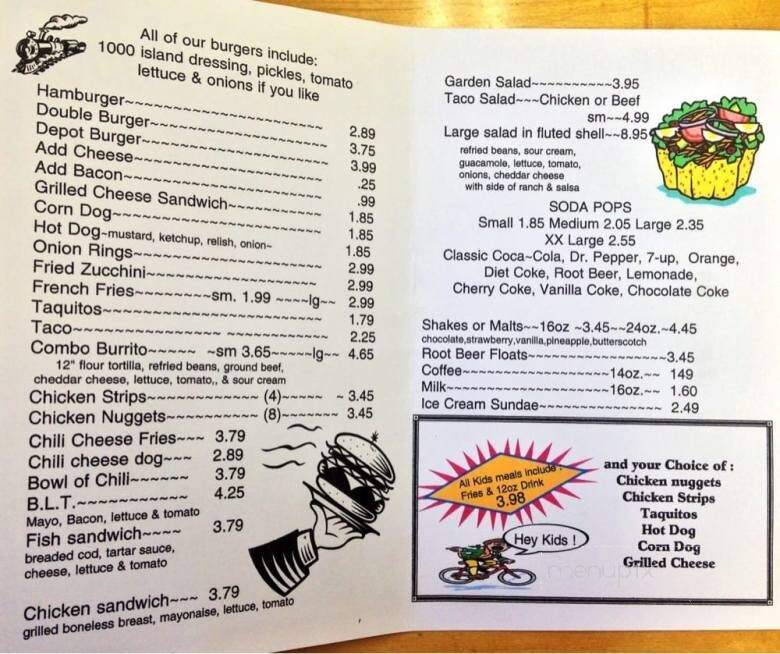 All of our burgers include:
1000 island dressing, pickles, tomato
lettuce & onions if you like
Hamburger~~~~~~~~~~~~~~~~~~~~~~ 2.89
Double Burger~~~~~~~~~~~~~~~~~~~ 3.75
Depot Burger~~~~~~~~~~~~~~~~~~~~ 3.99
Add Cheese~~~~~~~~~~~~~~~~~~~~~ .25
Add Bacon~~~~~~~~~~~~~~~~~~~~~~ .99
Grilled Cheese Sandwich~~~~~~~~~~~ 1.85
Corn Dog~~~~~~~~~~~~~~~~~~~~~~~ 1.85
Hot Dog~mustard, ketchup, relish, onion~ 1.85
Onion Rings~~~~~~~~~~~~~~~~~~~~~ 2.99
Fried Zucchini~~~~~~~~~~~~~~~~~~~ 2.99
French Fries~~~~~~~~sm. 1.99 ~~~~lg~~ 2.99
Taquitos~~~~~~~~~~~~~~~~~~~~~~~ 1.79
Taco~~~~~~~~~~~~~ ~~~~~~~~~~~~ 2.25
Combo Burrito~~~~~ ~sm 3.65~~~~~lg~~ 4.65
12" flour tortilla, refried beans, ground beef,
cheddar cheese, lettuce, tomato,, & sour cream
Chicken Strips~~~~~~~~~~~~ (4)~~~~~ ~ 3.45
Chicken Nuggets~~~~~~~~~~ (8)~~~~~~~ 3.45
Chili Cheese Fries~~~ 3.79
Chili cheese dog~~~ 2.89
Bowl of Chili~~~~~~ 3.79
B.L.T.~~~~~~~~~~~~ 4.25
Mayo, Bacon, lettuce & tomato
Fish sandwich~~~~ 3.79
breaded cod, tartar sauce,
cheese, lettuce & tomato
Chicken sandwich~~~ 3.79
grilled boneless breast, mayonaise, lettuce, tomato
Garden Salad~~~~~~~~~~~3.95
Taco Salad~~~Chicken or Beef
sm~~4.99
Large salad in fluted shell~~8.95
refried beans, sour cream,
guacamole, lettuce, tomato,
onions, cheddar cheese
with side of ranch & salsa
SODA POPS
Small 1.85 Medium 2.05 Large 2.35
XX Large 2.55
Classic Coca~Cola, Dr. Pepper, 7-up, Orange,
Diet Coke, Root Beer, Lemonade,
Cherry Coke, Vanilla Coke, Chocolate Coke
Shakes or Malts~~16oz ~3.45~~24oz.~4.45
chocolate,strawberry,vanilla,pineapple,butterscotch
Root Beer Floats~~~~~~~~~~~~~~~~~~3.45
Coffee~~~~~~~~~~~~~~~~~~~14oz.~~ 149
Milk~~~~~~~~~~~~~~~~~~~~~16oz.~~ 1.60
Ice Cream Sundae~~~~~~~~~~~~~~~~ 2.49
All Kids meals include
Fries & 12oz Drink
3.98
Hey Kids !
and your Choice of :
Chicken nuggets
Chicken Strips
Taquitos
Hot Dog
Corn Dog
Grilled Cheese
menupix